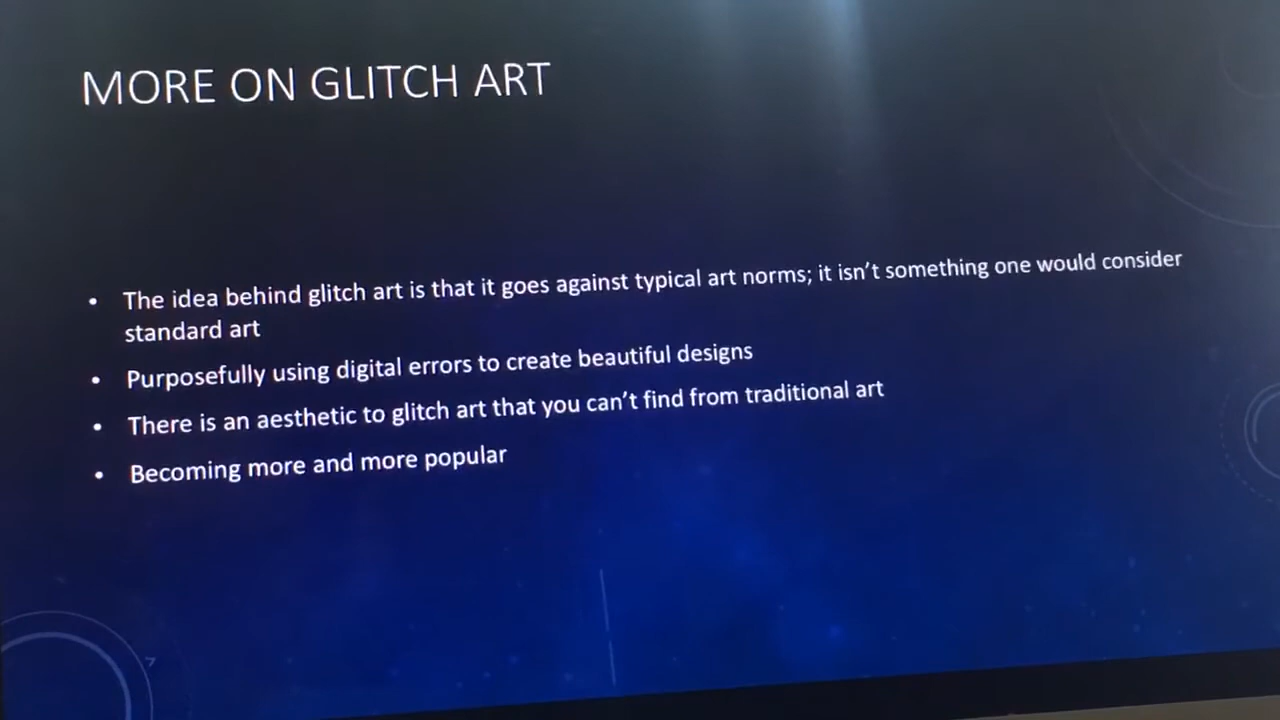 MORE ON GLITCH ART
• The idea behind glitch art is that it goes against typical art norms; it isn't something one would consider
standard art
• Purposefully using digital errors to create beautiful designs
• There is an aesthetic to glitch art that you can't find from traditional art
• Becoming more and more popular